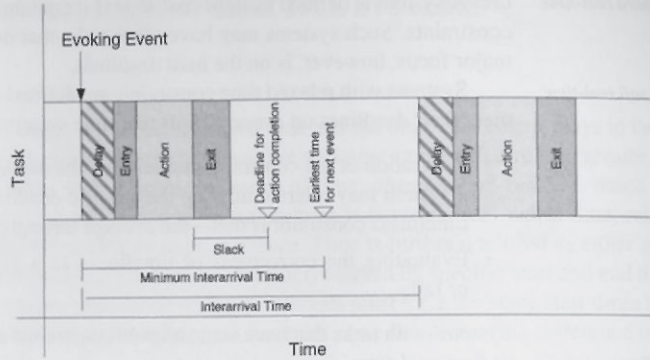 Evoking Event
Task
Delay
Entry
Action
Exit
Deadline for
action completion
Earliest time
for next event
Delay
Entry
Action
Exit
Slack
Minimum Interarrival Time
Interarrival Time
Time